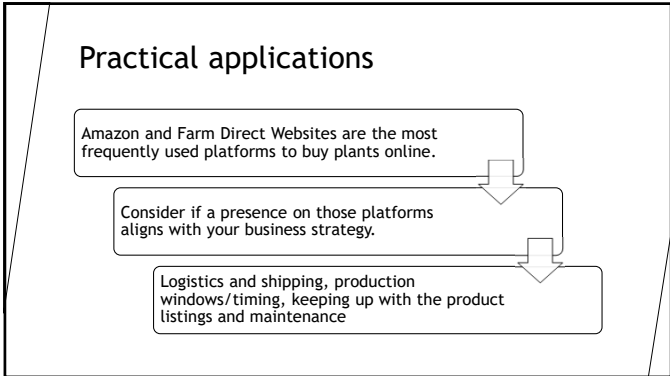 Practical applications
Amazon and Farm Direct Websites are the most
frequently used platforms to buy plants online.
Consider if a presence on those platforms
aligns with your business strategy.
Logistics and shipping, production
windows/timing, keeping up with the product
listings and maintenance